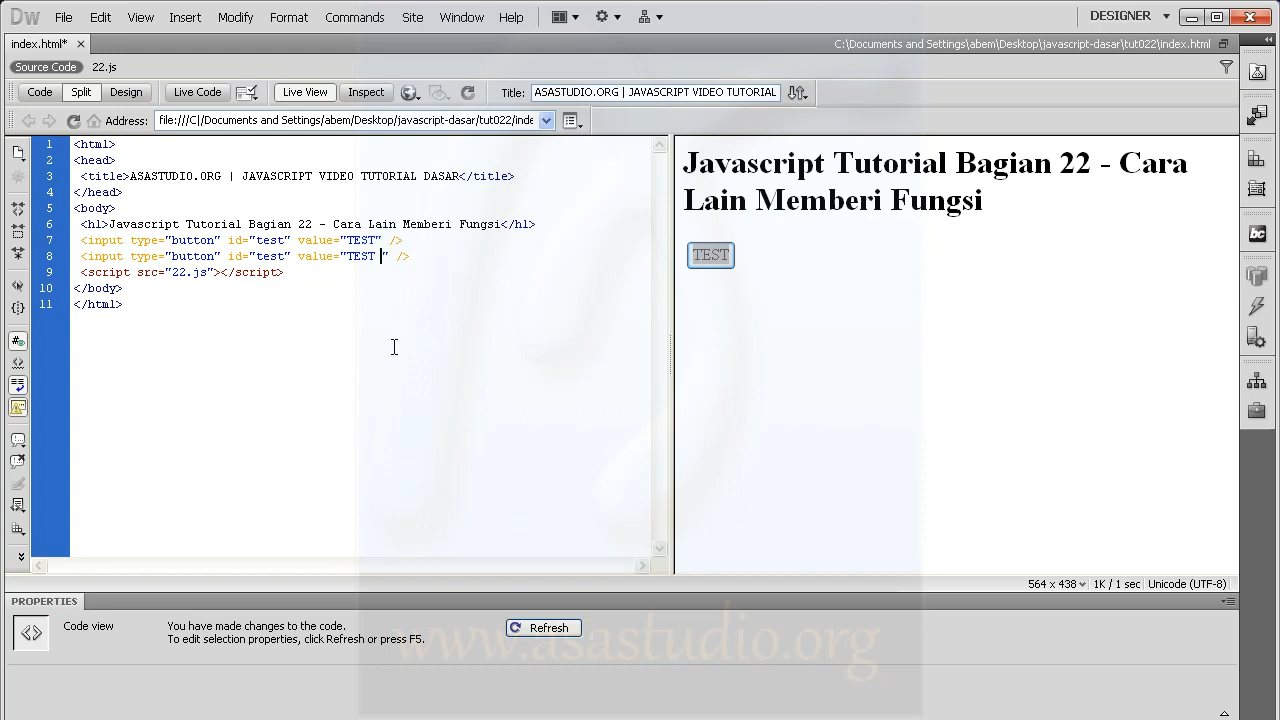 Dw File Edit View Insert Modify Format Commands Site Window Help DESIGNER
index.html* C:\Documents and Settings\abem\Desktop\javascript-dasar\tut022\index.html
Source Code 22.js
Code Split Design Live Code Live View Inspect Title: ASASTUDIO.ORG | JAVASCRIPT VIDEO TUTORIAL
Address: file:///C|/Documents and Settings/abem/Desktop/javascript-dasar/tut022/inde
1 <html>
2 <head>
3 <title>ASASTUDIO.ORG | JAVASCRIPT VIDEO TUTORIAL DASAR</title>
4 </head>
5 <body>
6 <h1>Javascript Tutorial Bagian 22 - Cara Lain Memberi Fungsi</h1>
7 <input type="button" id="test" value="TEST" />
8 <input type="button" id="test" value="TEST " />
9 <script src="22.js"></script>
10 </body>
11 </html>
Javascript Tutorial Bagian 22 - Cara
Lain Memberi Fungsi
TEST
564 x 438 1K / 1 sec Unicode (UTF-8)
PROPERTIES
Code view You have made changes to the code.
To edit selection properties, click Refresh or press F5.
Refresh
www.asastudio.org